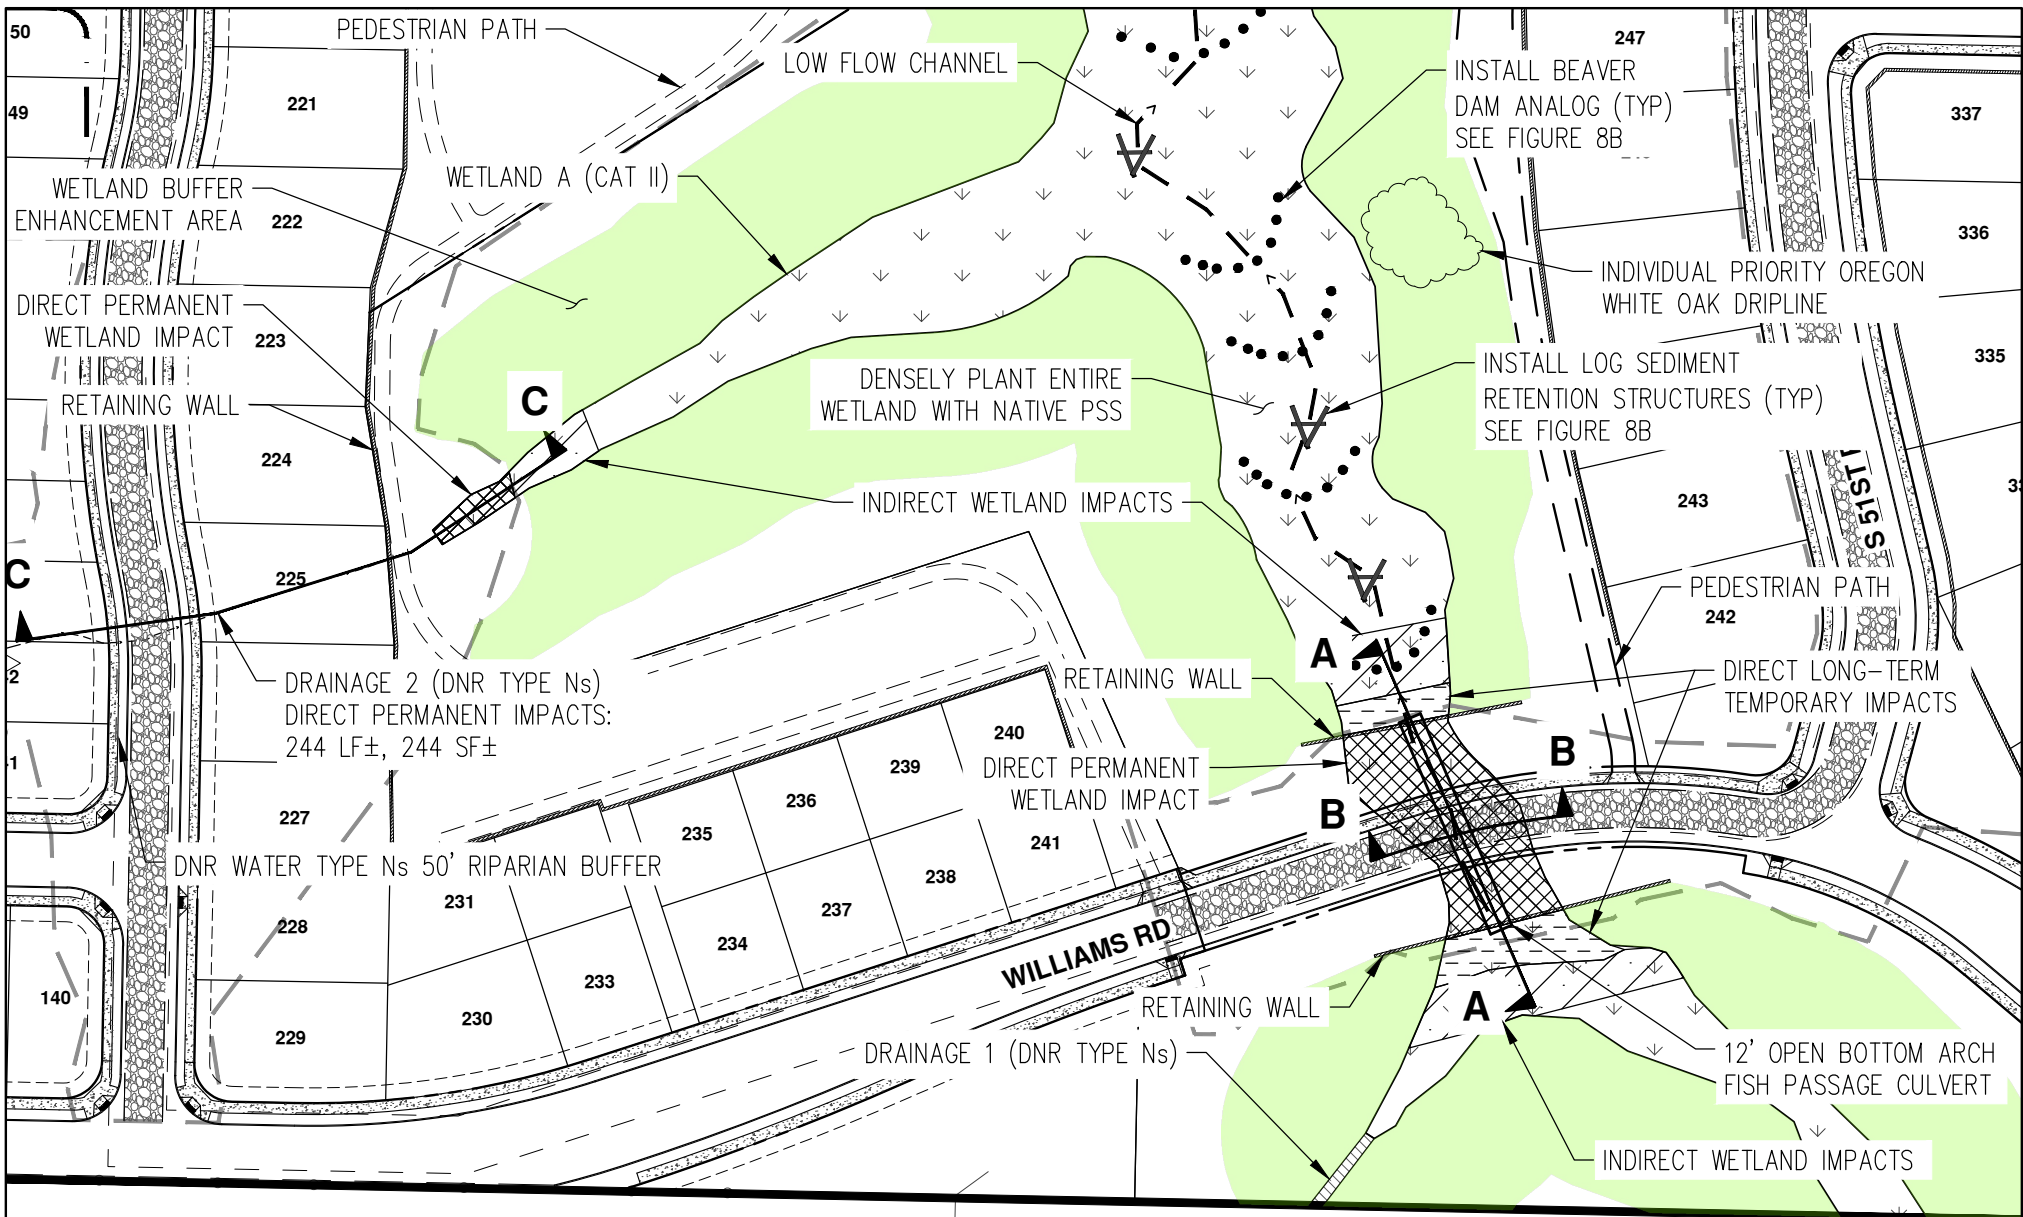 50
PEDESTRIAN PATH
LOW FLOW CHANNEL
247
INSTALL BEAVER
DAM ANALOG (TYP)
SEE FIGURE 8B
49
221
337
WETLAND BUFFER
ENHANCEMENT AREA
WETLAND A (CAT II)
222
336
INDIVIDUAL PRIORITY OREGON
WHITE OAK DRIPLINE
DIRECT PERMANENT
WETLAND IMPACT
223
335
RETAINING WALL
C
DENSELY PLANT ENTIRE
WETLAND WITH NATIVE PSS
INSTALL LOG SEDIMENT
RETENTION STRUCTURES (TYP)
SEE FIGURE 8B
224
INDIRECT WETLAND IMPACTS
243
S 51ST
C
225
PEDESTRIAN PATH
242
A
DRAINAGE 2 (DNR TYPE Ns)
DIRECT PERMANENT IMPACTS:
244 LF±, 244 SF±
RETAINING WALL
DIRECT LONG-TERM
TEMPORARY IMPACTS
240
239
DIRECT PERMANENT
WETLAND IMPACT
B
B
236
227
235
241
DNR WATER TYPE Ns 50' RIPARIAN BUFFER
238
231
237
228
234
WILLIAMS RD
233
140
230
229
RETAINING WALL
A
DRAINAGE 1 (DNR TYPE Ns)
12' OPEN BOTTOM ARCH
FISH PASSAGE CULVERT
INDIRECT WETLAND IMPACTS